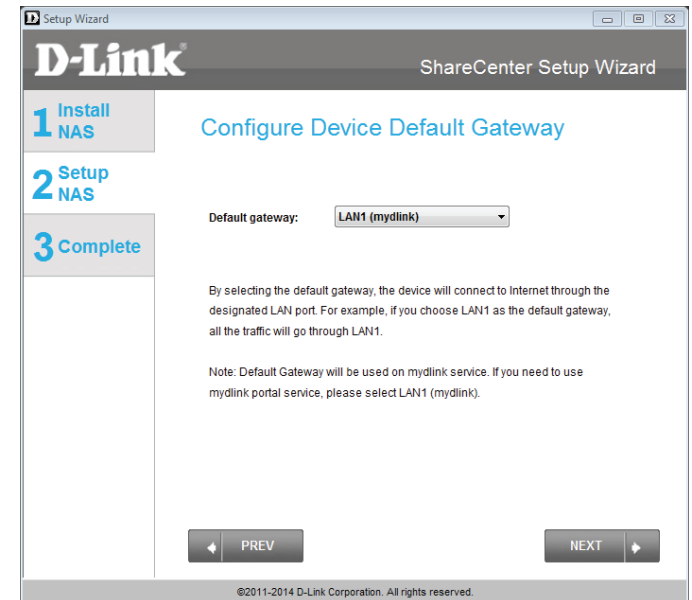 Setup Wizard
D-Link®
ShareCenter Setup Wizard
1 Install
NAS
2 Setup
NAS
3 Complete
Configure Device Default Gateway
Default gateway: LAN1 (mydlink)
By selecting the default gateway, the device will connect to Internet through the
designated LAN port. For example, if you choose LAN1 as the default gateway,
all the traffic will go through LAN1.
Note: Default Gateway will be used on mydlink service. If you need to use
mydlink portal service, please select LAN1 (mydlink).
PREV
NEXT
©2011-2014 D-Link Corporation. All rights reserved.